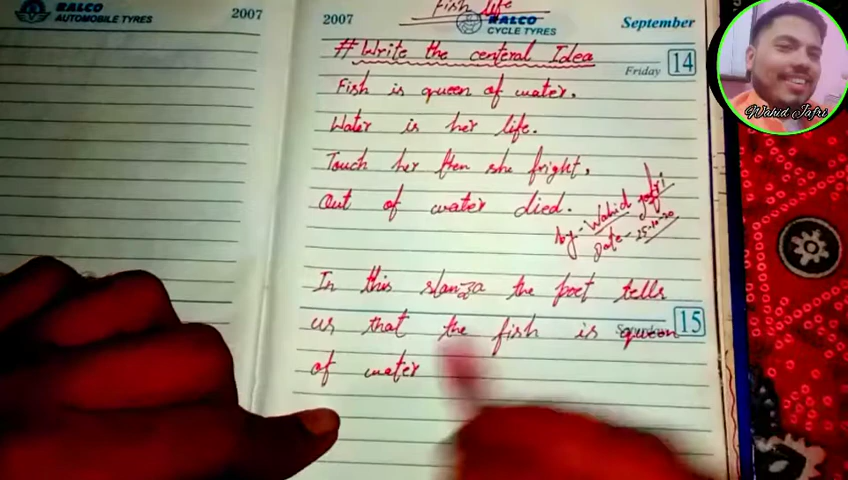 RALCO
AUTOMOBILE TYRES
2007
2007
Fish life
RALCO
CYCLE TYRES
September
# Write the centeral Idea
Friday 14
Fish is queen of water.
Water is her life.
Touch her then she fright,
Out of water died.
by- Wahid Jafri
Date- 25-10-20
In this stanza the poet tells
us that the fish is queen
Saturday 15
of water
Wahid Jafri